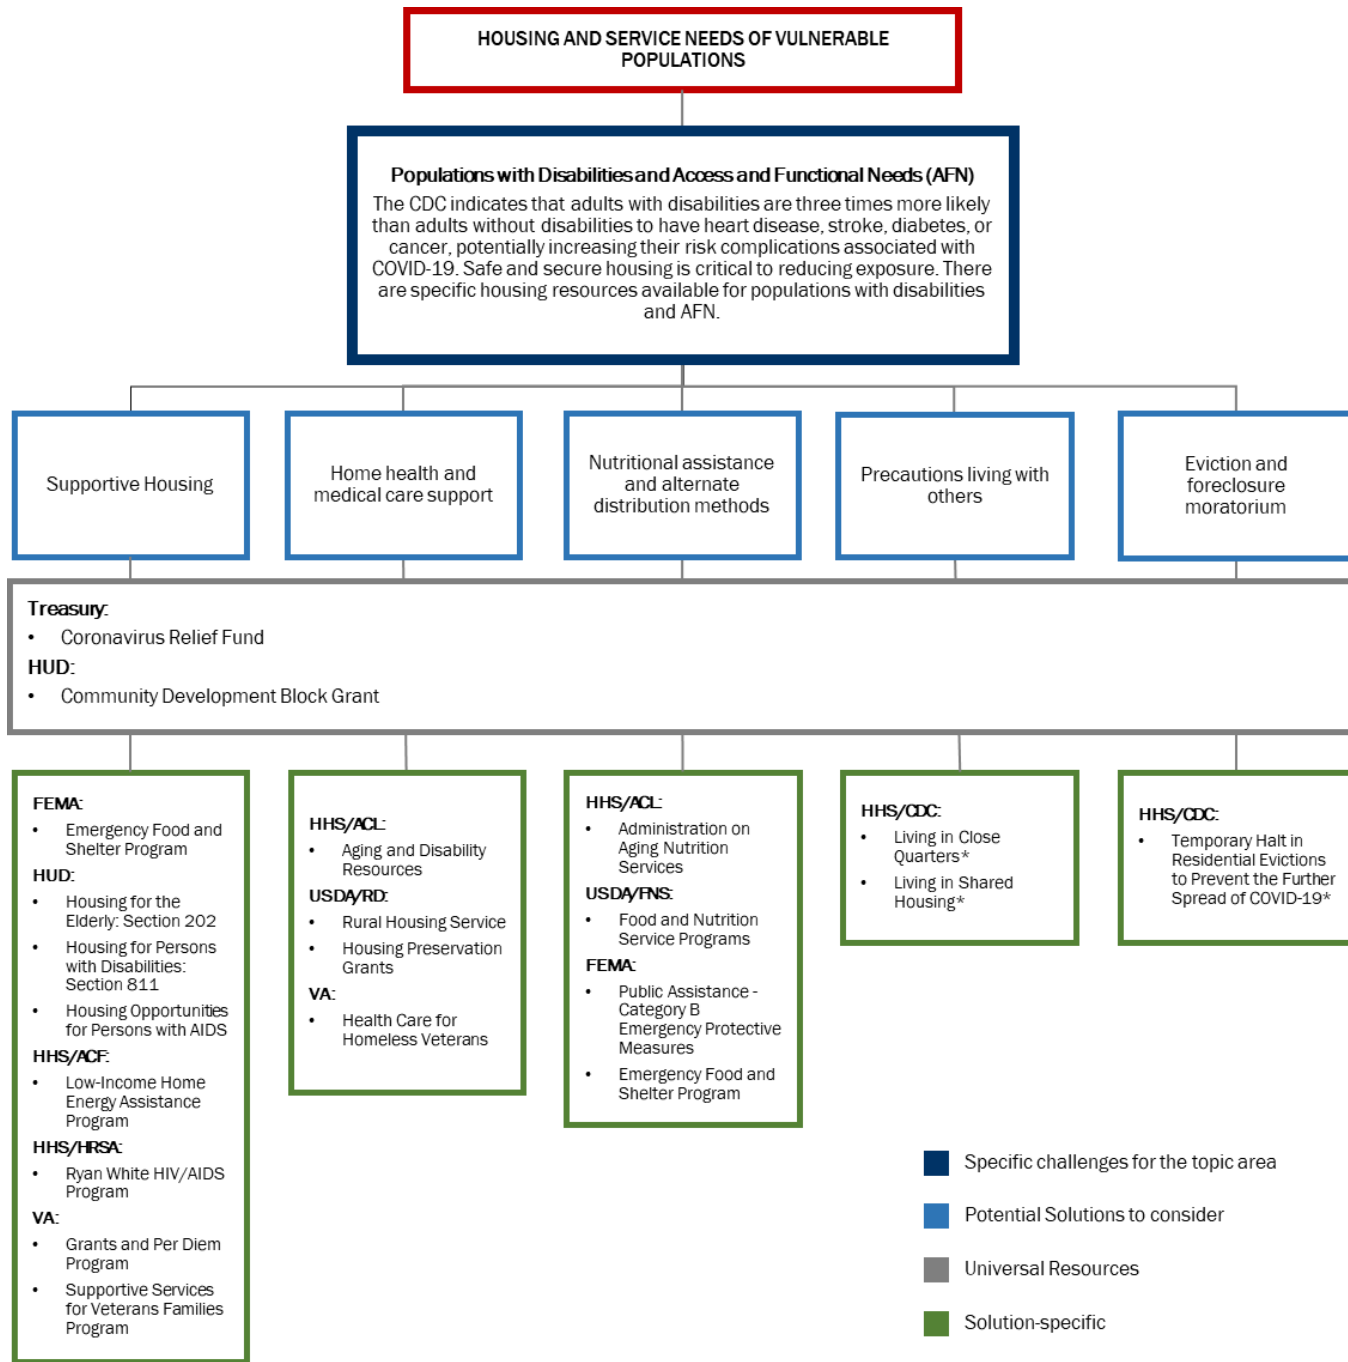 HOUSING AND SERVICE NEEDS OF VULNERABLE
POPULATIONS
Populations with Disabilities and Access and Functional Needs (AFN)
The CDC indicates that adults with disabilities are three times more likely
than adults without disabilities to have heart disease, stroke, diabetes, or
cancer, potentially increasing their risk complications associated with
COVID-19. Safe and secure housing is critical to reducing exposure. There
are specific housing resources available for populations with disabilities
and AFN.
Supportive Housing
Home health and
medical care support
Nutritional assistance
and alternate
distribution methods
Precautions living with
others
Eviction and
foreclosure
moratorium
Treasury:
• Coronavirus Relief Fund
HUD:
• Community Development Block Grant
FEMA:
• Emergency Food and
Shelter Program
HUD:
• Housing for the
Elderly: Section 202
• Housing for Persons
with Disabilities:
Section 811
• Housing Opportunities
for Persons with AIDS
HHS/ACF:
• Low-Income Home
Energy Assistance
Program
HHS/HRSA:
• Ryan White HIV/AIDS
Program
VA:
• Grants and Per Diem
Program
• Supportive Services
for Veterans Families
Program
HHS/ACL:
• Aging and Disability
Resources
USDA/RD:
• Rural Housing Service
• Housing Preservation
Grants
VA:
• Health Care for
Homeless Veterans
HHS/ACL:
• Administration on
Aging Nutrition
Services
USDA/FNS:
• Food and Nutrition
Service Programs
FEMA:
• Public Assistance -
Category B
Emergency Protective
Measures
• Emergency Food and
Shelter Program
HHS/CDC:
• Living in Close
Quarters*
• Living in Shared
Housing*
HHS/CDC:
• Temporary Halt in
Residential Evictions
to Prevent the Further
Spread of COVID-19*
Specific challenges for the topic area
Potential Solutions to consider
Universal Resources
Solution-specific